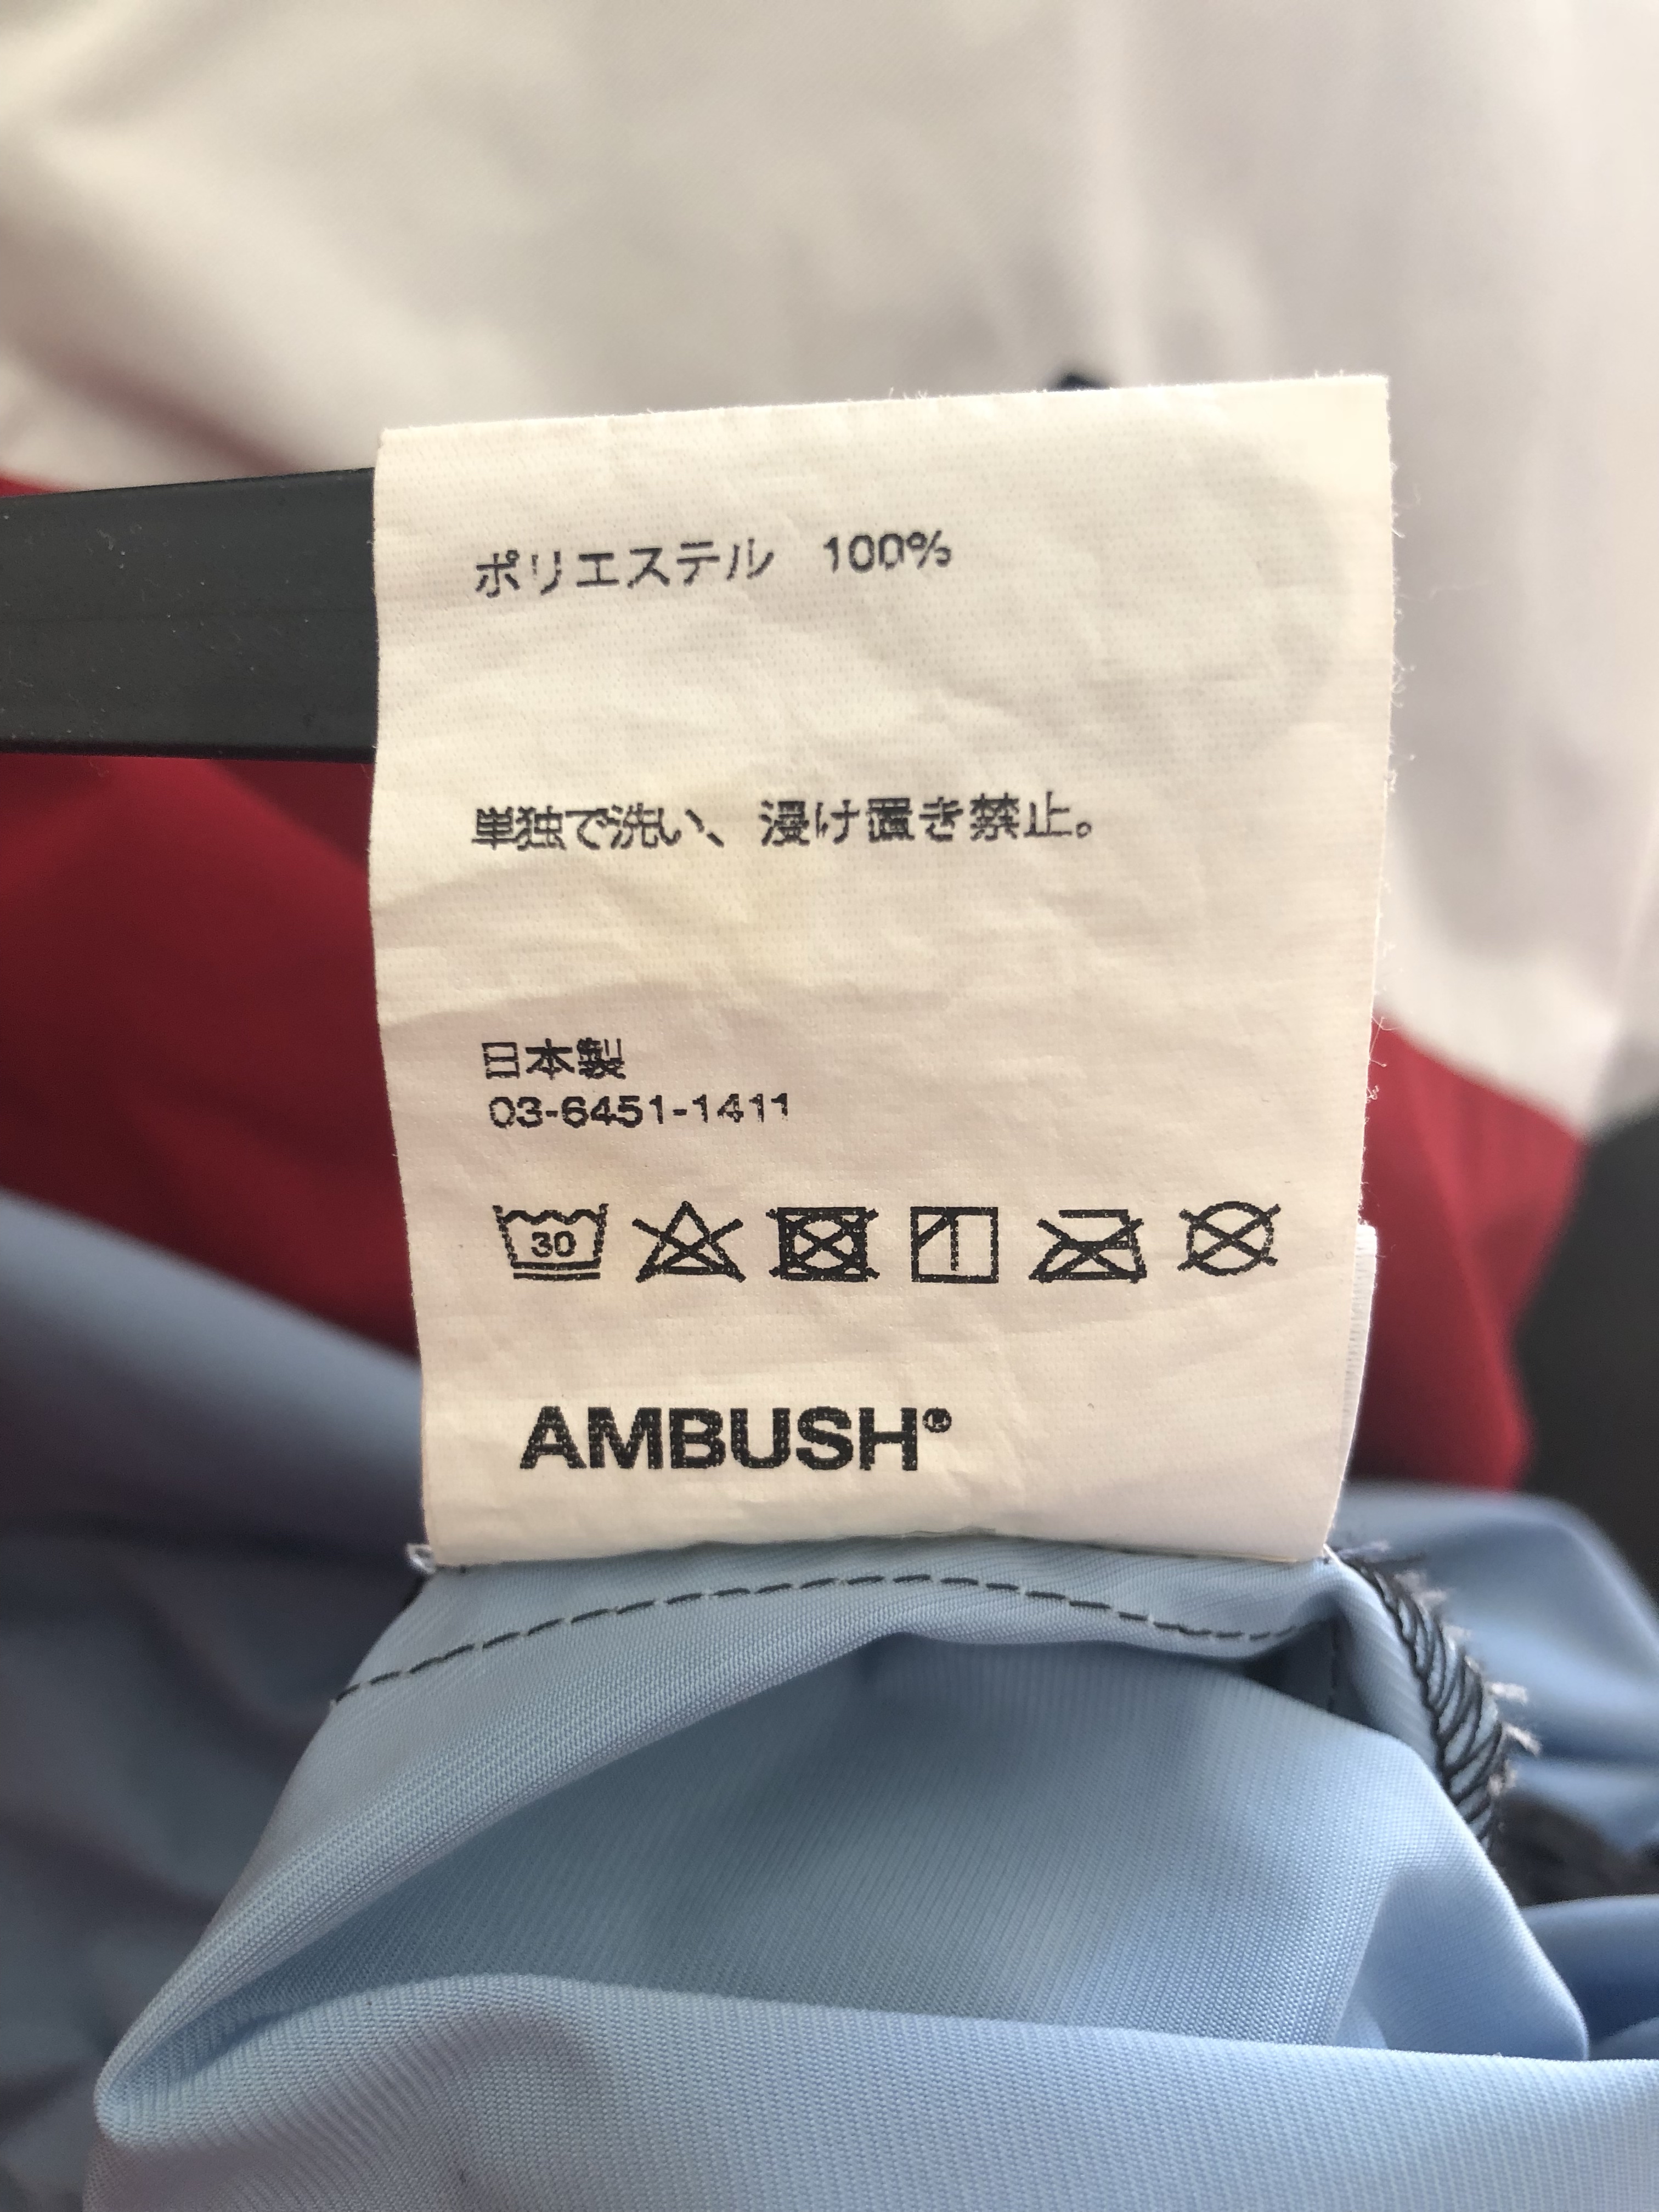 ポリエステル 100%
単独で洗い、浸け置き禁止。
日本製
03-6451-1411
30
AMBUSH®